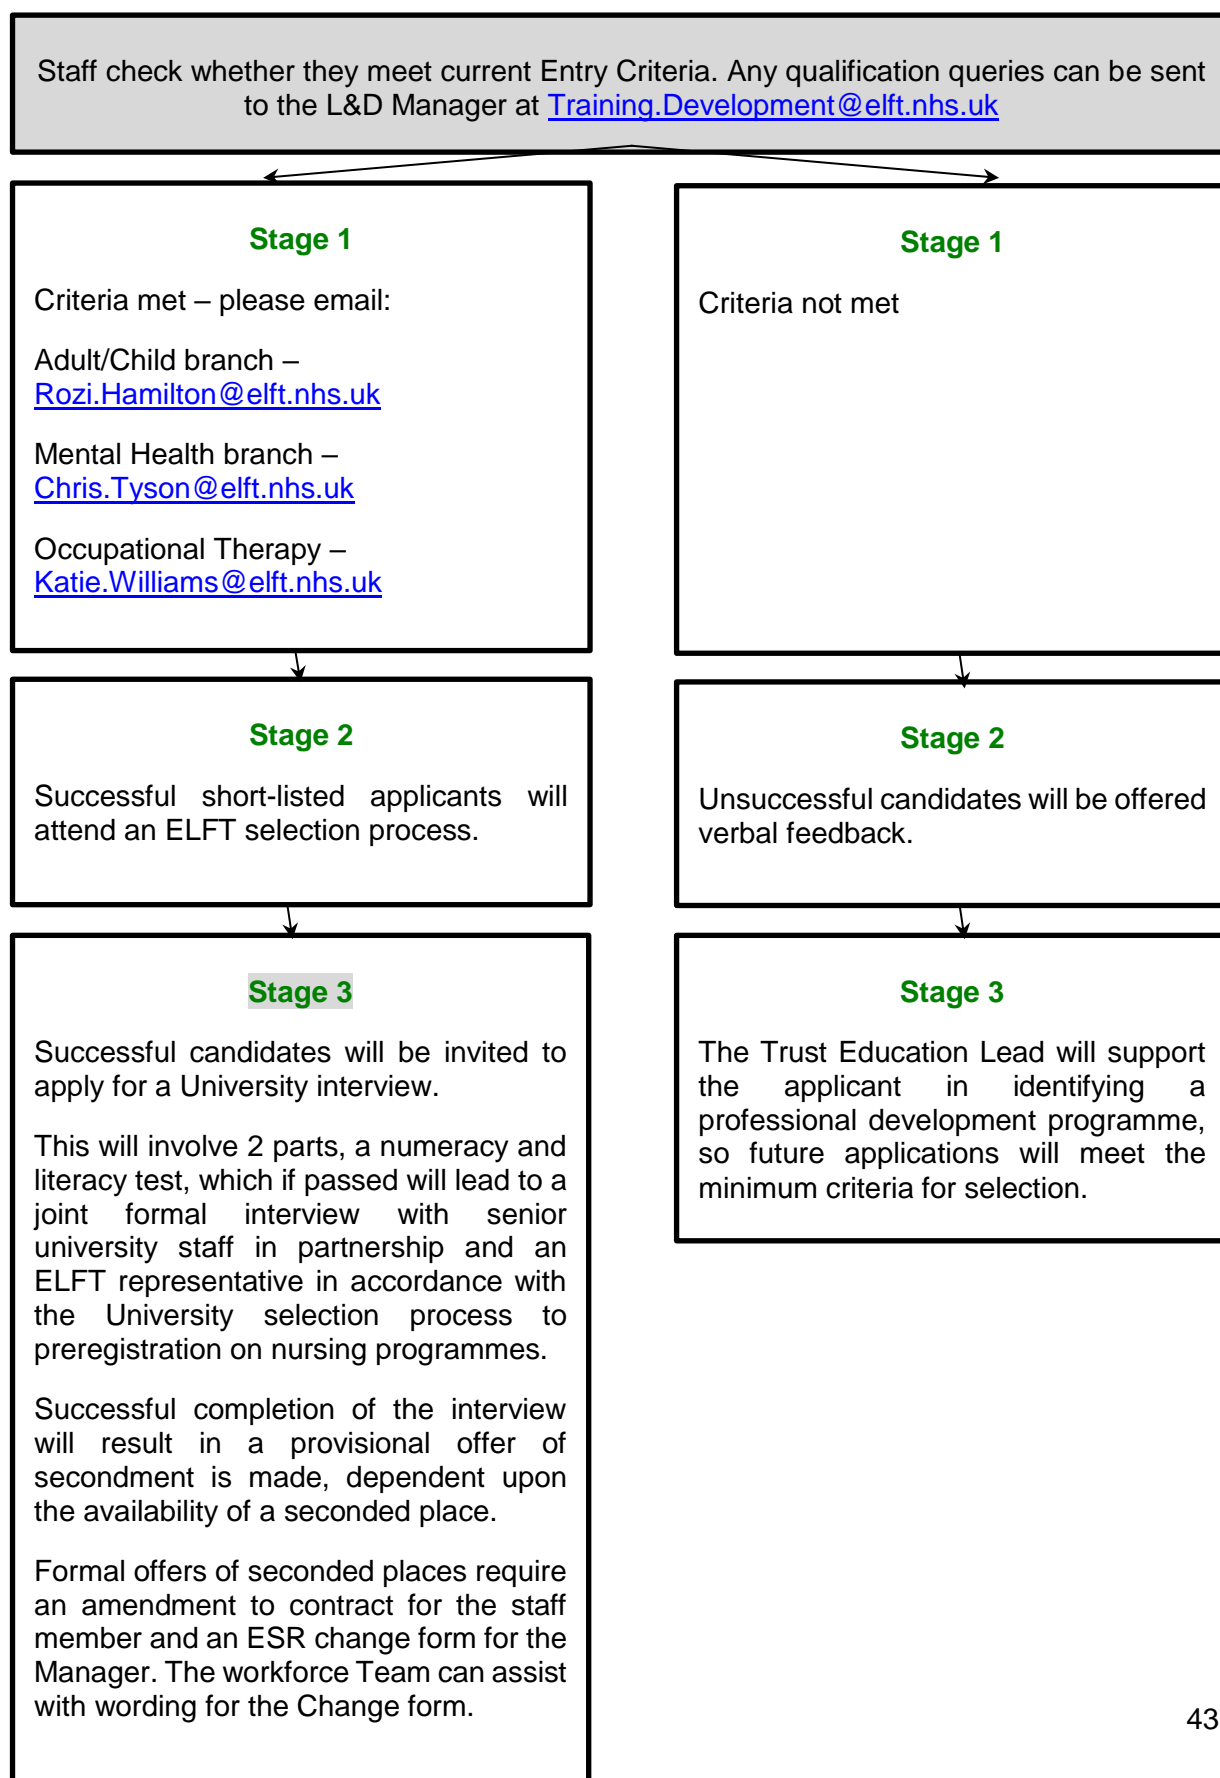 Staff check whether they meet current Entry Criteria. Any qualification queries can be sent
to the L&D Manager at Training.Development@elft.nhs.uk
Stage 1
Criteria met – please email:
Adult/Child branch –
Rozi.Hamilton@elft.nhs.uk
Mental Health branch –
Chris.Tyson@elft.nhs.uk
Occupational Therapy –
Katie.Williams@elft.nhs.uk
Stage 1
Criteria not met
Stage 2
Successful short-listed applicants will
attend an ELFT selection process.
Stage 2
Unsuccessful candidates will be offered
verbal feedback.
Stage 3
Successful candidates will be invited to
apply for a University interview.
This will involve 2 parts, a numeracy and
literacy test, which if passed will lead to a
joint formal interview with senior
university staff in partnership and an
ELFT representative in accordance with
the University selection process to
preregistration on nursing programmes.
Successful completion of the interview
will result in a provisional offer of
secondment is made, dependent upon
the availability of a seconded place.
Formal offers of seconded places require
an amendment to contract for the staff
member and an ESR change form for the
Manager. The workforce Team can assist
with wording for the Change form.
Stage 3
The Trust Education Lead will support
the applicant in identifying a
professional development programme,
so future applications will meet the
minimum criteria for selection.
43